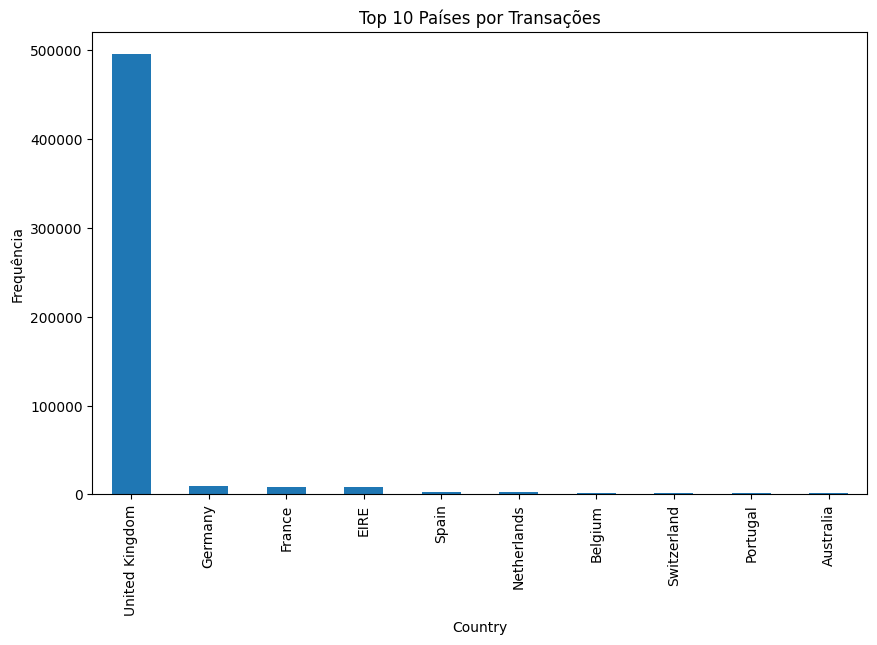 Top 10 Países por Transações
500000
400000
300000
200000
100000
0
Frequência
United Kingdom
Germany
France
EIRE
Spain
Netherlands
Belgium
Switzerland
Portugal
Australia
Country